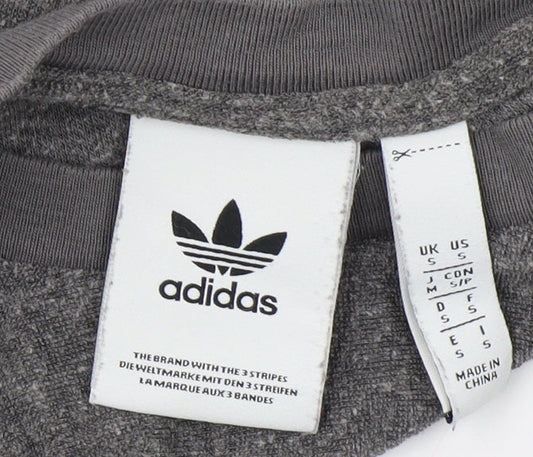 adidas
THE BRAND WITH THE 3 STRIPES
DIE WELTMARKE MIT DEN 3 STREIFEN
LA MARQUE AUX 3 BANDES
UK US
S S
J CON
M S/P
D F
S S
E I
S S
MADE IN
CHINA